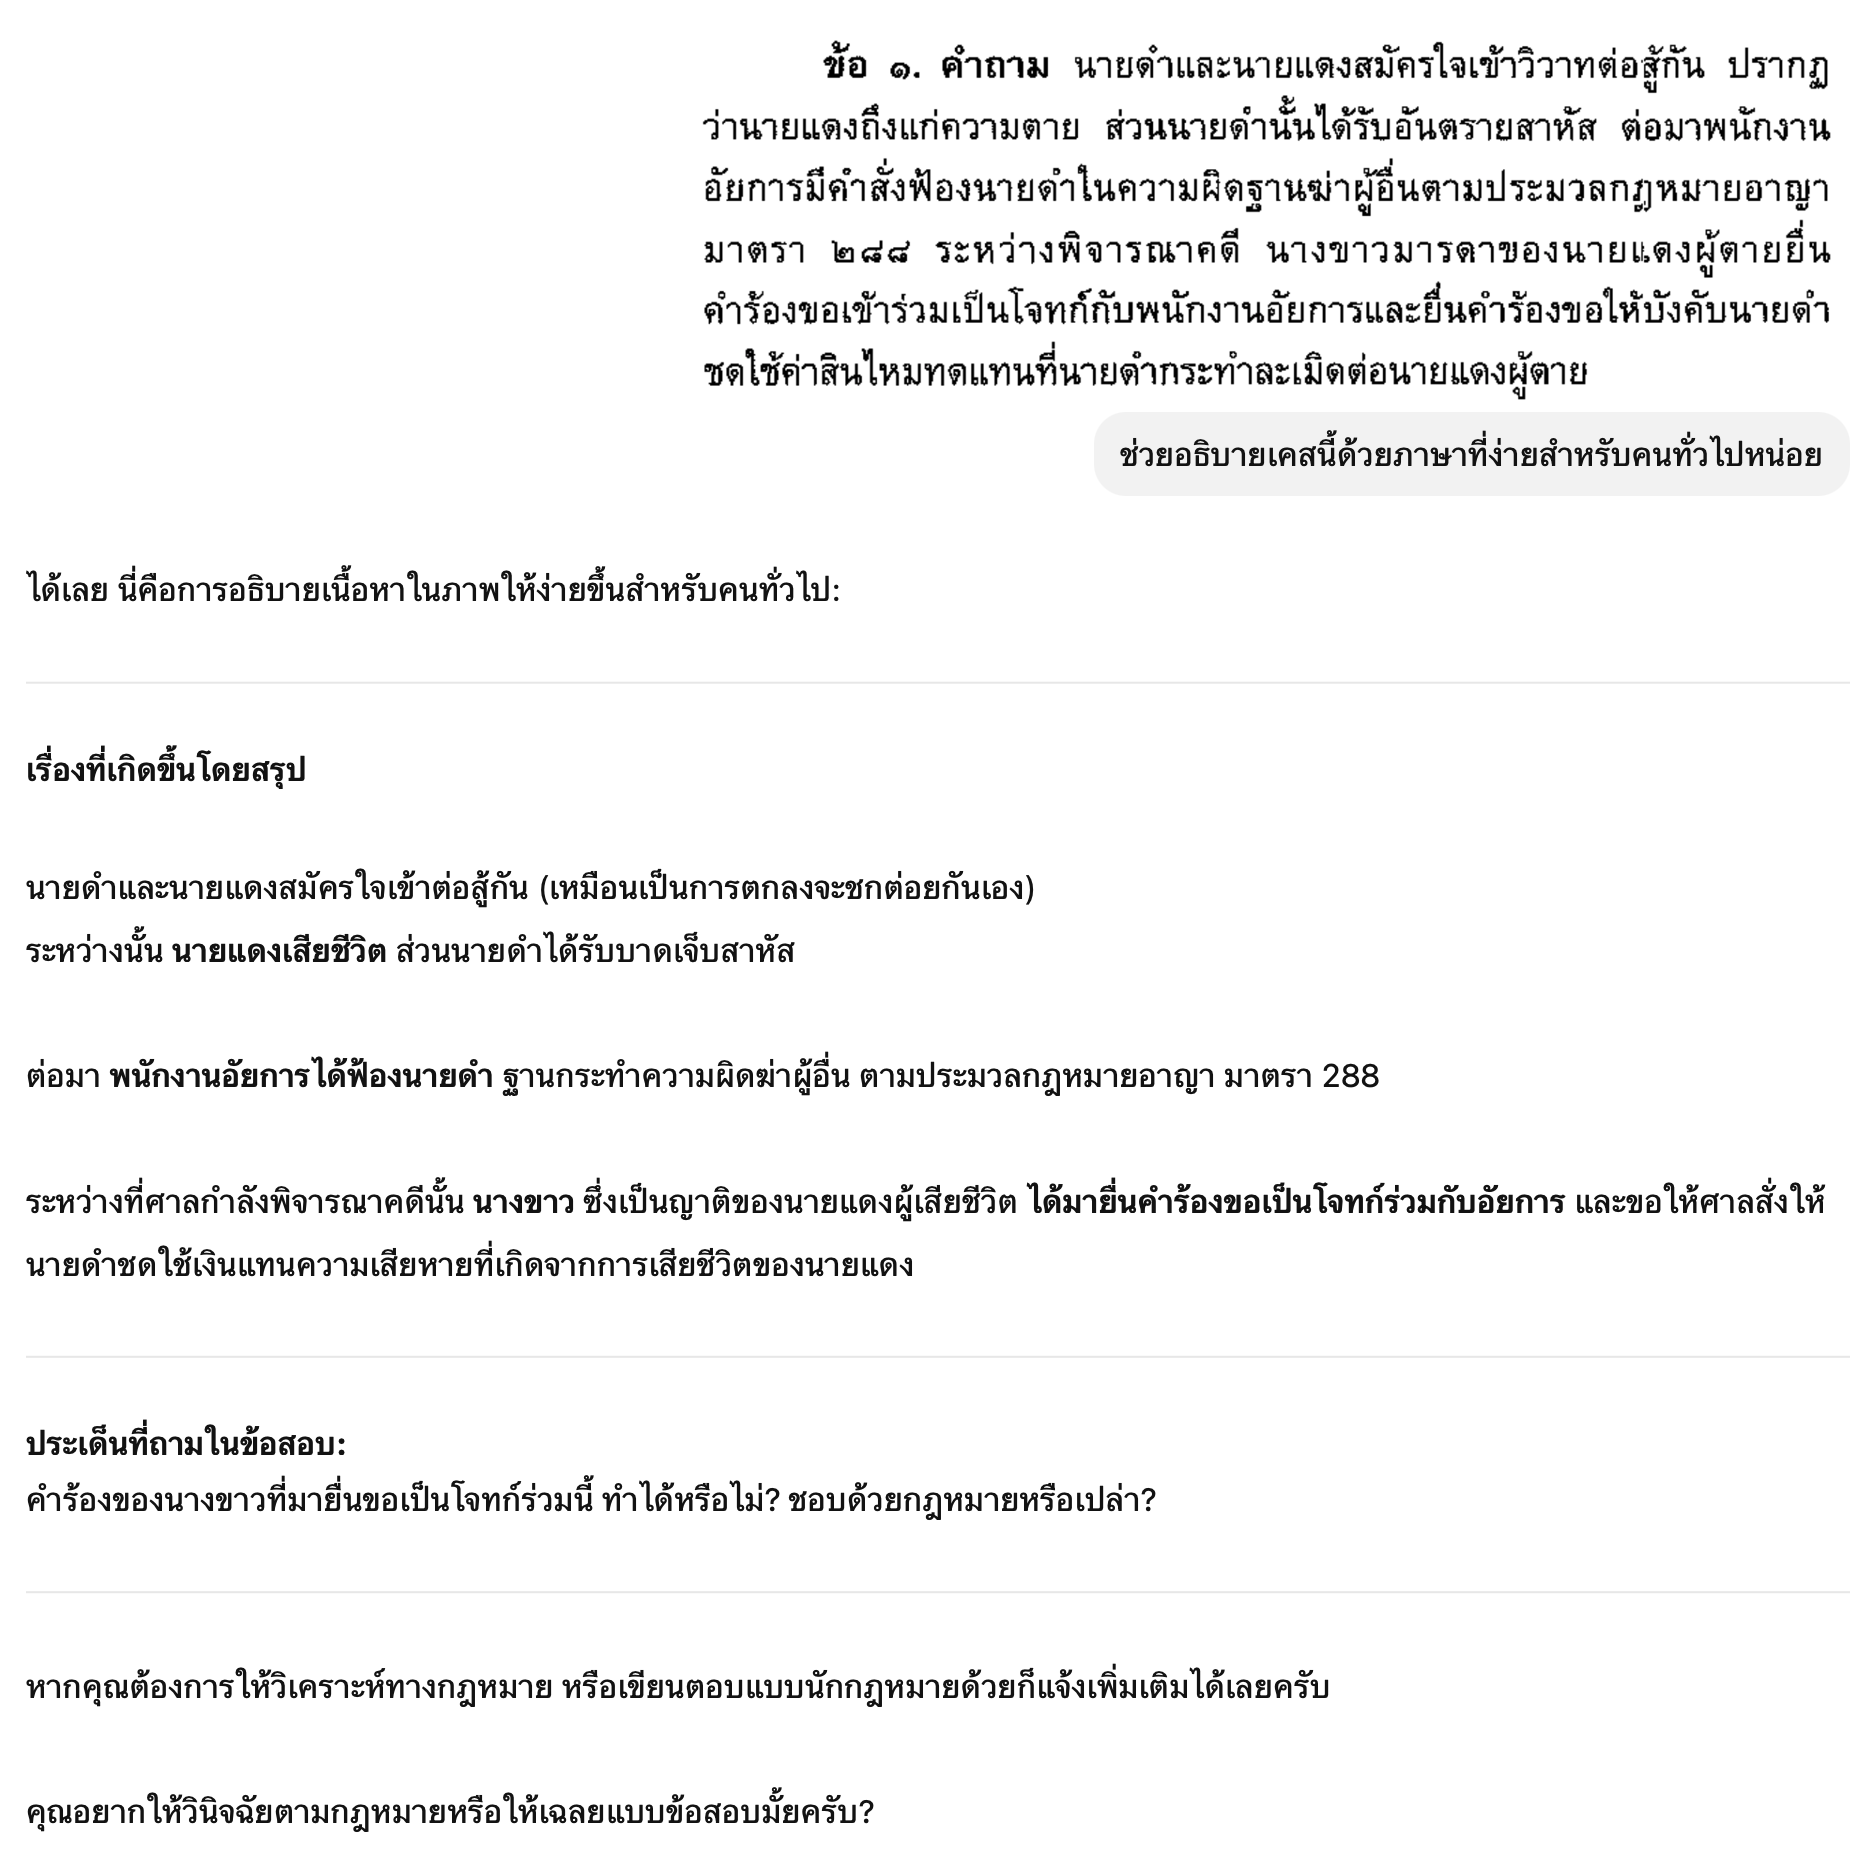 ข้อ ๑. คำถาม นายดำและนายแดงสมัครใจเข้าวิวาทต่อสู้กัน ปรากฏ
ว่านายแดงถึงแก่ความตาย ส่วนนายดำนั้นได้รับอันตรายสาหัส ต่อมาพนักงาน
อัยการมีคำสั่งฟ้องนายดำในความผิดฐานฆ่าผู้อื่นตามประมวลกฎหมายอาญา
มาตรา ๒๘๘ ระหว่างพิจารณาคดี นางขาวมารดาของนายแดงผู้ตายยื่น
คำร้องขอเข้าร่วมเป็นโจทก์กับพนักงานอัยการและยื่นคำร้องขอให้บังคับนายดำ
ชดใช้ค่าสินไหมทดแทนที่นายดำกระทำละเมิดต่อนายแดงผู้ตาย
ช่วยอธิบายเคสนี้ด้วยภาษาที่ง่ายสำหรับคนทั่วไปหน่อย
ได้เลย นี่คือการอธิบายเนื้อหาในภาพให้ง่ายขึ้นสำหรับคนทั่วไป:
เรื่องที่เกิดขึ้นโดยสรุป
นายดำและนายแดงสมัครใจเข้าต่อสู้กัน (เหมือนเป็นการตกลงจะชกต่อยกันเอง)
ระหว่างนั้น นายแดงเสียชีวิต ส่วนนายดำได้รับบาดเจ็บสาหัส
ต่อมา พนักงานอัยการได้ฟ้องนายดำ ฐานกระทำความผิดฆ่าผู้อื่น ตามประมวลกฎหมายอาญา มาตรา 288
ระหว่างที่ศาลกำลังพิจารณาคดีนั้น นางขาว ซึ่งเป็นญาติของนายแดงผู้เสียชีวิต ได้มายื่นคำร้องขอเป็นโจทก์ร่วมกับอัยการ และขอให้ศาลสั่งให้
นายดำชดใช้เงินแทนความเสียหายที่เกิดจากการเสียชีวิตของนายแดง
ประเด็นที่ถามในข้อสอบ:
คำร้องของนางขาวที่มายื่นขอเป็นโจทก์ร่วมนี้ ทำได้หรือไม่? ชอบด้วยกฎหมายหรือเปล่า?
หากคุณต้องการให้วิเคราะห์ทางกฎหมาย หรือเขียนตอบแบบนักกฎหมายด้วยก็แจ้งเพิ่มเติมได้เลยครับ
คุณอยากให้วินิจฉัยตามกฎหมายหรือให้เฉลยแบบข้อสอบมั้ยครับ?